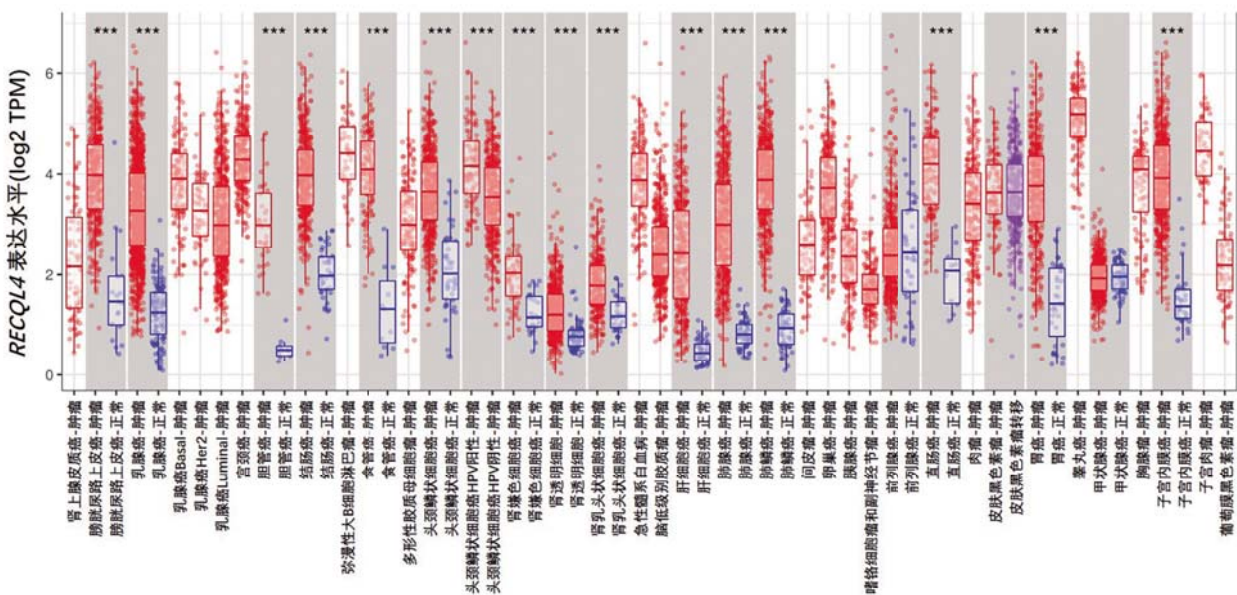 RECQL4 表达水平(log2 TPM)
6
4
2
0
*** *** *** *** *** *** *** *** *** *** *** *** *** *** *** ***
肾上腺皮质癌-肿瘤
膀胱尿路上皮癌-肿瘤
膀胱尿路上皮癌-正常
乳腺癌-肿瘤
乳腺癌-正常
乳腺癌Basal-肿瘤
乳腺癌Her2-肿瘤
乳腺癌Luminal-肿瘤
宫颈癌-肿瘤
胆管癌-肿瘤
胆管癌-正常
结肠癌-肿瘤
结肠癌-正常
弥漫性大B细胞淋巴瘤-肿瘤
食管癌-肿瘤
食管癌-正常
多形性胶质母细胞瘤-肿瘤
头颈鳞状细胞癌-肿瘤
头颈鳞状细胞癌-正常
头颈鳞状细胞癌HPV阳性-肿瘤
头颈鳞状细胞癌HPV阴性-肿瘤
肾嫌色细胞癌-肿瘤
肾嫌色细胞癌-正常
肾透明细胞-肿瘤
肾透明细胞-正常
肾乳头状细胞癌-肿瘤
肾乳头状细胞癌-正常
急性髓系白血病-肿瘤
脑低级别胶质瘤-肿瘤
肝细胞癌-肿瘤
肝细胞癌-正常
肺腺癌-肿瘤
肺腺癌-正常
肺鳞癌-肿瘤
肺鳞癌-正常
间皮瘤-肿瘤
卵巢癌-肿瘤
胰腺癌-肿瘤
嗜铬细胞瘤和副神经节瘤-肿瘤
前列腺癌-肿瘤
前列腺癌-正常
直肠癌-肿瘤
直肠癌-正常
肉瘤-肿瘤
皮肤黑色素瘤-肿瘤
皮肤黑色素瘤转移
胃癌-肿瘤
胃癌-正常
睾丸癌-肿瘤
甲状腺癌-肿瘤
甲状腺癌-正常
胸腺瘤-肿瘤
子宫内膜癌-肿瘤
子宫内膜癌-正常
子宫肉瘤-肿瘤
葡萄膜黑色素瘤-肿瘤